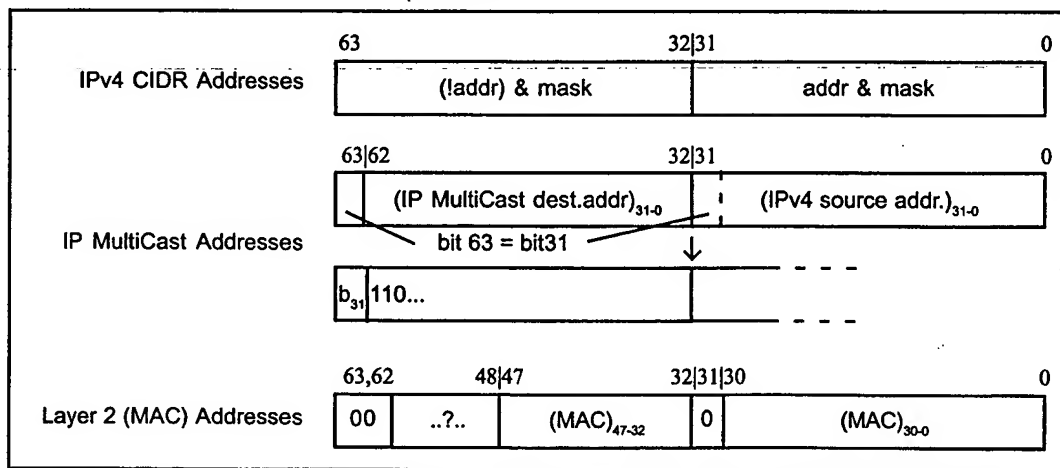 63 32|31 0
IPv4 CIDR Addresses (!addr) & mask addr & mask
63|62 32|31 0
(IP MultiCast dest.addr)31-0 (IPv4 source addr.)31-0
IP MultiCast Addresses bit 63 = bit31
b31 110...
63,62 48|47 32|31|30 0
Layer 2 (MAC) Addresses 00 ..?.. (MAC)47-32 0 (MAC)30-0